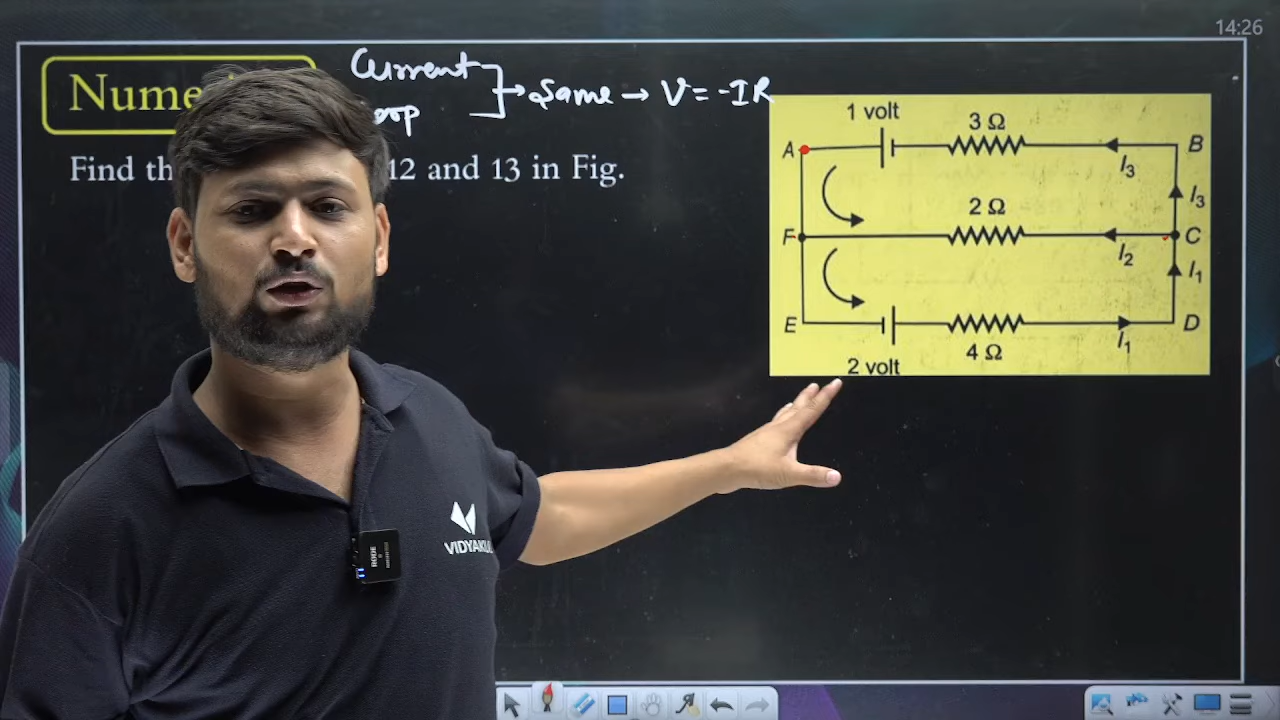 14:26
Nume
Current
oop
Same → V = -IR
Find th 12 and 13 in Fig.
1 volt
3 Ω
A
B
I3
I3
2 Ω
F
C
I2
I1
E
D
4 Ω
I1
2 volt
VIDYAKUL
RODE